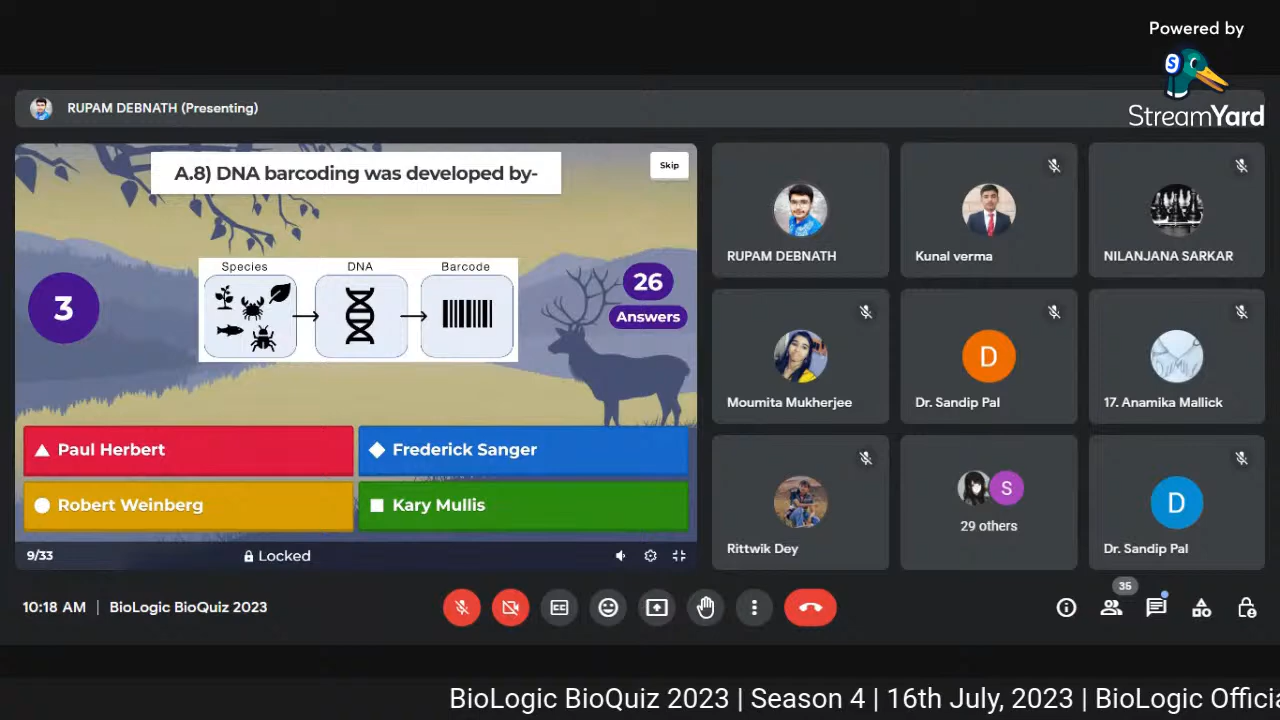 Powered by
StreamYard
RUPAM DEBNATH (Presenting)
A.8) DNA barcoding was developed by-
Skip
Species
DNA
Barcode
3
26
Answers
Paul Herbert
Frederick Sanger
Robert Weinberg
Kary Mullis
9/33
Locked
RUPAM DEBNATH
Kunal verma
NILANJANA SARKAR
Moumita Mukherjee
D
Dr. Sandip Pal
17. Anamika Mallick
Rittwik Dey
S
29 others
D
Dr. Sandip Pal
10:18 AM | BioLogic BioQuiz 2023
35
BioLogic BioQuiz 2023 | Season 4 | 16th July, 2023 | BioLogic Officia